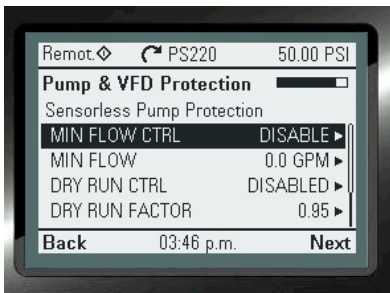 Remot. PS220 50.00 PSI
Pump & VFD Protection
Sensorless Pump Protection
MIN FLOW CTRL DISABLE
MIN FLOW 0.0 GPM
DRY RUN CTRL DISABLED
DRY RUN FACTOR 0.95
Back 03:46 p.m. Next